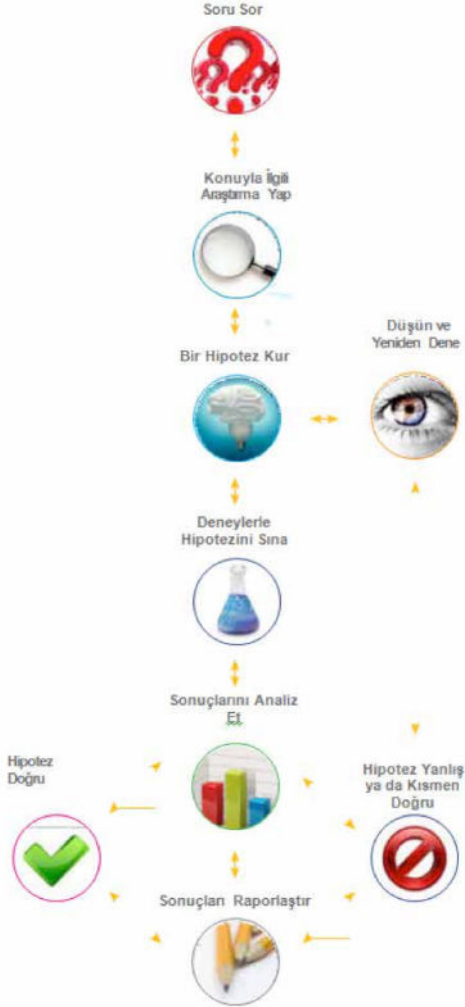 Soru Sor
Konuyla İlgili
Araştırma Yap
Bir Hipotez Kur
Düşün ve
Yeniden Dene
Deneylerle
Hipotezini Sına
Sonuçlarını Analiz
Et
Hipotez
Doğru
Hipotez Yanlış
ya da Kısmen
Doğru
Sonuçları Raporlaştır